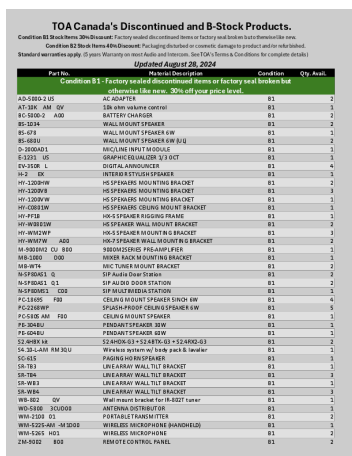 TOA Canada's Discontinued and B-Stock Products.
Condition B1 Stock Items 30% Discount: Factory sealed discontinued items or factory seal broken but otherwise like new.
Condition B2 Stock Items 40% Discount: Packaging disturbed or cosmetic damage to product and/or refurbished.
Standard warranties apply. (5 years Warranty on most Audio and Intercom. See TOA's Terms & Conditions for complete details)
Updated August 28, 2024
Part No. Material Description Condition Qty. Avail.
Condition B1 - Factory sealed discontinued items or factory seal broken but
otherwise like new. 30% off your price level.
AD-5000-2 US AC ADAPTER B1 2
AT-10K AM QV 10k ohm volume control B1 1
BC-5000-2 A00 BATTERY CHARGER B1 2
BS-1034 WALL MOUNT SPEAKER B1 1
BS-678 WALL MOUNT SPEAKER 6W B1 1
BS-680U WALL MOUNT SPEAKER 6W (UL) B1 2
D-2000AD1 MIC/LINE INPUT MODULE B1 1
E-1231 US GRAPHIC EQUALIZER 1/3 OCT B1 1
EV-350R L DIGITAL ANNOUNCER B1 4
H-2 EX INTERIOR STYLISH SPEAKER B1 1
HY-1200HW HS SPEKAERS MOUNTING BRACKET B1 2
HY-1200VB HS SPEKAERS MOUNTING BRACKET B1 3
HY-1200VW HS SPEKAERS MOUNTING BRACKET B1 1
HY-C0801W HS SPEKAERS CEILING MOUNT BRACKET B1 1
HY-PF1B HX-5 SPEAKER RIGGING FRAME B1 1
HY-W0801W HS SPEAKER WALL MOUNT BRACKET B1 2
HY-WM2WP HX-5 SPEAKER MOUNTING BRACKET B1 1
HY-WM7W A00 HX-7 SPEAKER WALL MOUNTING BRACKET B1 2
M-9000M2 CU B00 9000M2 SERIES PRE-AMPLIFIER B1 1
MB-1000 D00 MIXER RACK MOUNTING BRACKET B1 1
MB-WT4 MIC TUNER MOUNT BRACKET B1 2
N-SP80AS1 Q SIP Audio Door Station B1 2
N-SP80AS1 Q1 SIP AUDIO DOOR STATION B1 2
N-SP80MS1 CD0 SIP MULTIMEDIA STATION B1 1
PC-1869S F00 CEILING MOUNT SPEAKER 5 INCH 6W B1 4
PC-2268WP SPLASH-PROOF CEILING SPEAKER 6W B1 3
PC-580S AM F00 CEILING MOUNT SPEAKER B1 1
PE-304BU PENDANT SPEAKER 30W B1 1
PE-604BU PENDANT SPEAKER 60W B1 1
S2.4HBX kit S2.4HDX-G3 + S2.4BTX-G3 + S2.4RX2-G3 B1 2
S4.10-L-AM RM3QU Wireless system w/ body pack & lavalier B1 1
SC-615 PAGING HORN SPEAKER B1 1
SR-TB3 LINE ARRAY WALL TILT BRACKET B1 1
SR-TB4 LINE ARRAY WALL TILT BRACKET B1 1
SR-WB3 LINE ARRAY WALL TILT BRACKET B1 1
SR-WB4 LINE ARRAY WALL TILT BRACKET B1 3
WB-802 QV Wall mount bracket for IR-802T tuner B1 1
WD-5800 3CUD00 ANTENNA DISTRIBUTOR B1 1
WM-2100 01 PORTABLE TRANSMITTER B1 2
WM-5225-AM -M1D00 WIRELESS MICROPHONE (HANDHELD) B1 1
WM-5265 H01 WIRELESS MICROPHONE B1 2
ZM-9002 B00 REMOTE CONTROL PANEL B1 2